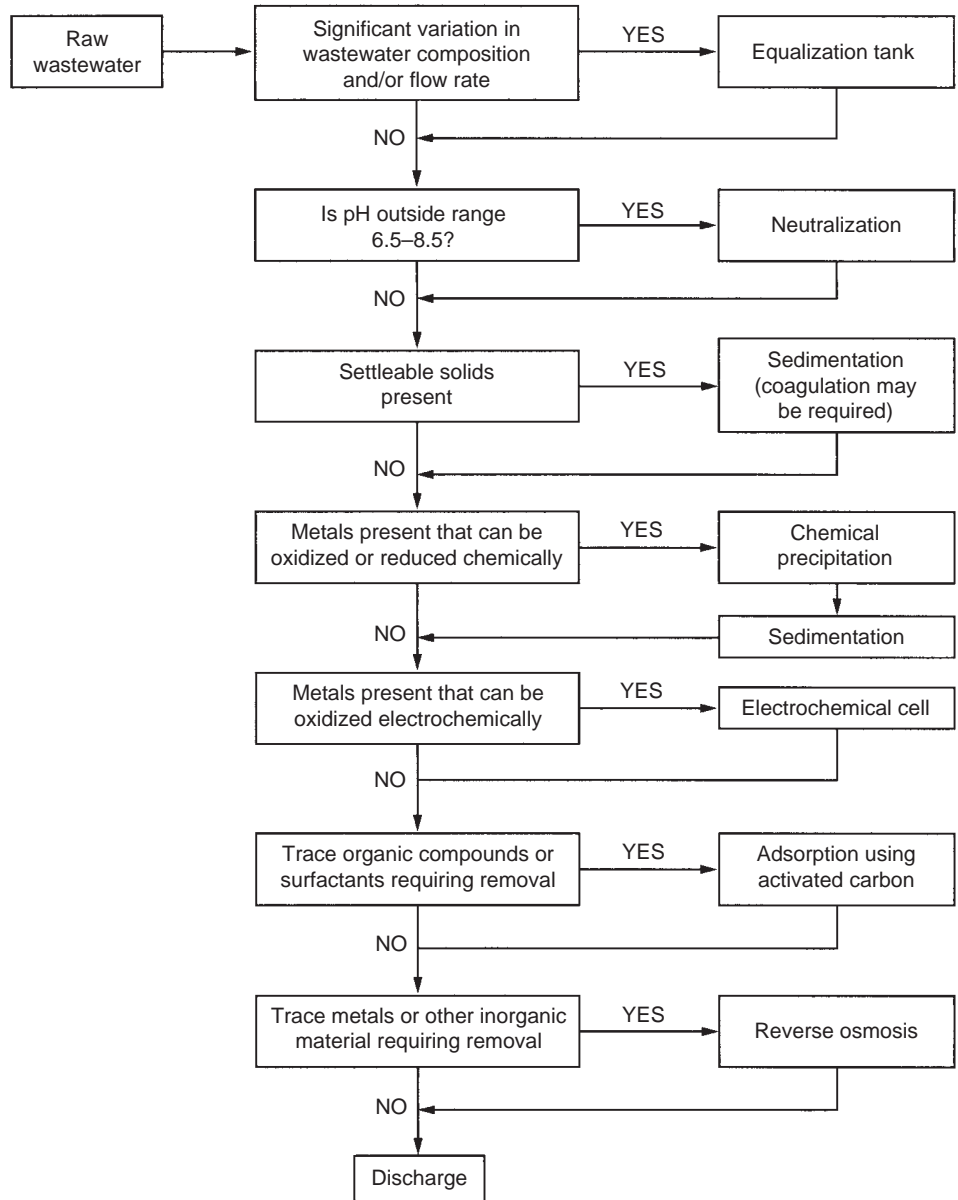 Raw
wastewater
Significant variation in
wastewater composition
and/or flow rate
YES
Equalization tank
NO
Is pH outside range
6.5–8.5?
YES
Neutralization
NO
Settleable solids
present
YES
Sedimentation
(coagulation may
be required)
NO
Metals present that can be
oxidized or reduced chemically
YES
Chemical
precipitation
NO
Sedimentation
Metals present that can be
oxidized electrochemically
YES
Electrochemical cell
NO
Trace organic compounds or
surfactants requiring removal
YES
Adsorption using
activated carbon
NO
Trace metals or other inorganic
material requiring removal
YES
Reverse osmosis
NO
Discharge